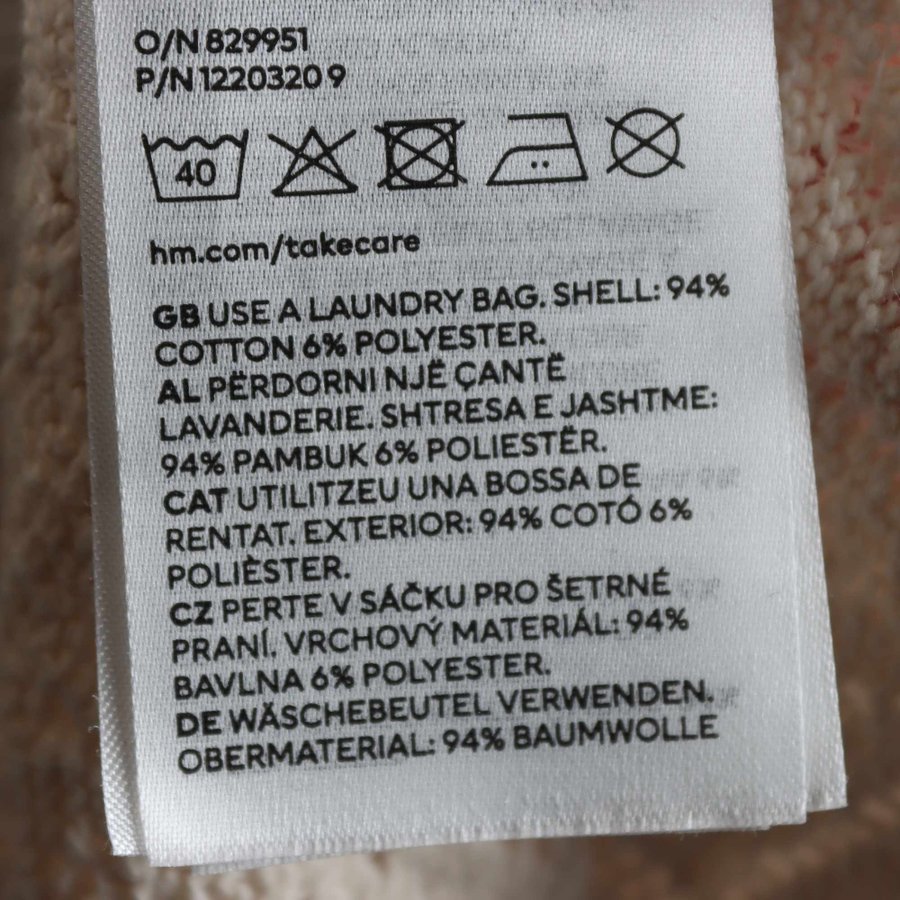 O/N 829951
P/N 1220320 9
40
hm.com/takecare
GB USE A LAUNDRY BAG. SHELL: 94%
COTTON 6% POLYESTER.
AL PËRDORNI NJË ÇANTË
LAVANDERIE. SHTRESA E JASHTME:
94% PAMBUK 6% POLIESTËR.
CAT UTILITZEU UNA BOSSA DE
RENTAT. EXTERIOR: 94% COTÓ 6%
POLIÈSTER.
CZ PERTE V SÁČKU PRO ŠETRNÉ
PRANÍ. VRCHOVÝ MATERIÁL: 94%
BAVLNA 6% POLYESTER.
DE WÄSCHEBEUTEL VERWENDEN.
OBERMATERIAL: 94% BAUMWOLLE